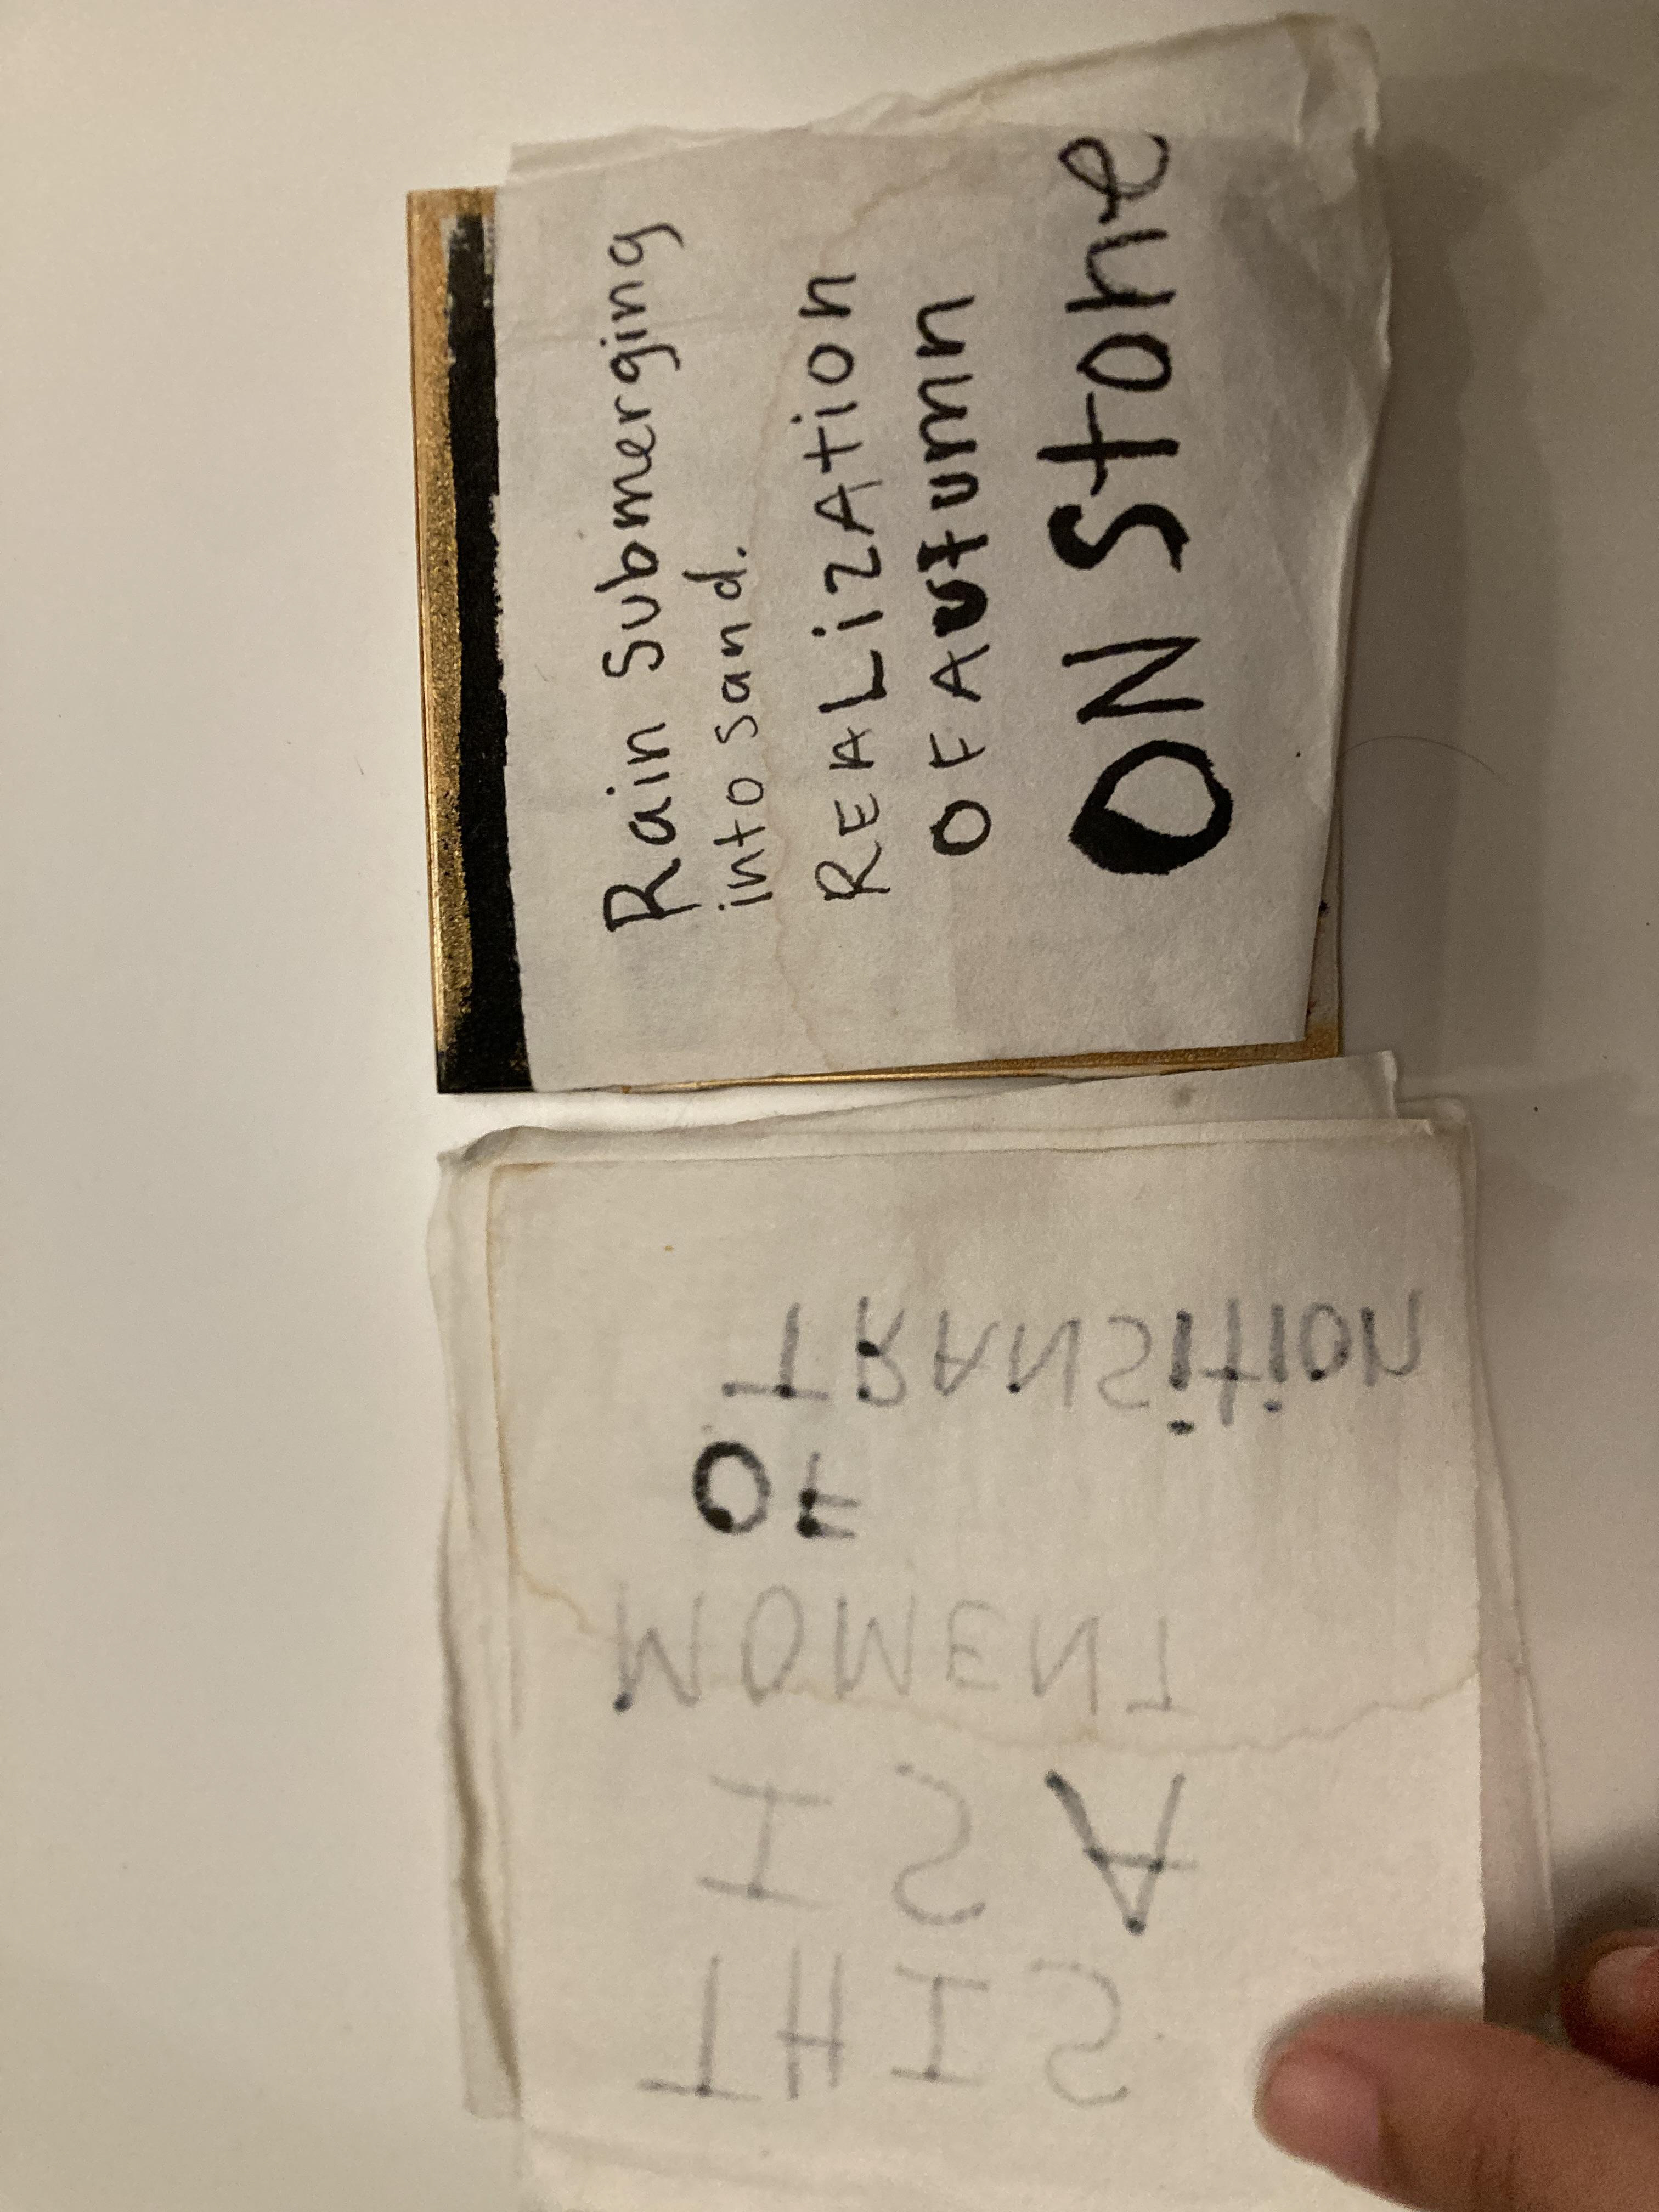 Rain Submerging
into sand.
REALiZAtion
OF AUtumn
ON Stone
THIS
IS A
MOMENT
OF
TRANSition